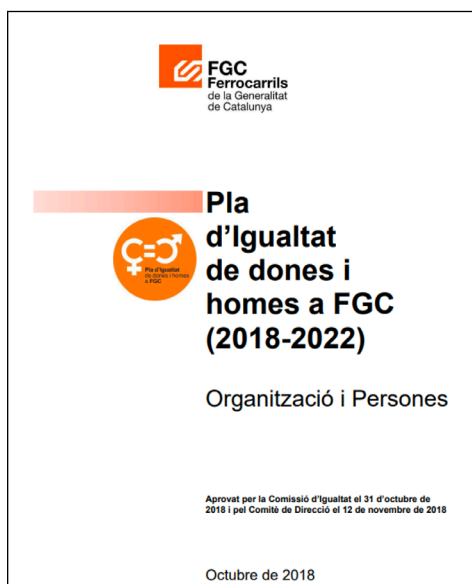 FGC
Ferrocarrils
de la Generalitat
de Catalunya
Pla
d'Igualtat
de dones i
homes a FGC
(2018-2022)
Pla d'Igualtat
de dones i homes
a FGC
Organització i Persones
Aprovat per la Comissió d'Igualtat el 31 d'octubre de
2018 i pel Comitè de Direcció el 12 de novembre de 2018
Octubre de 2018